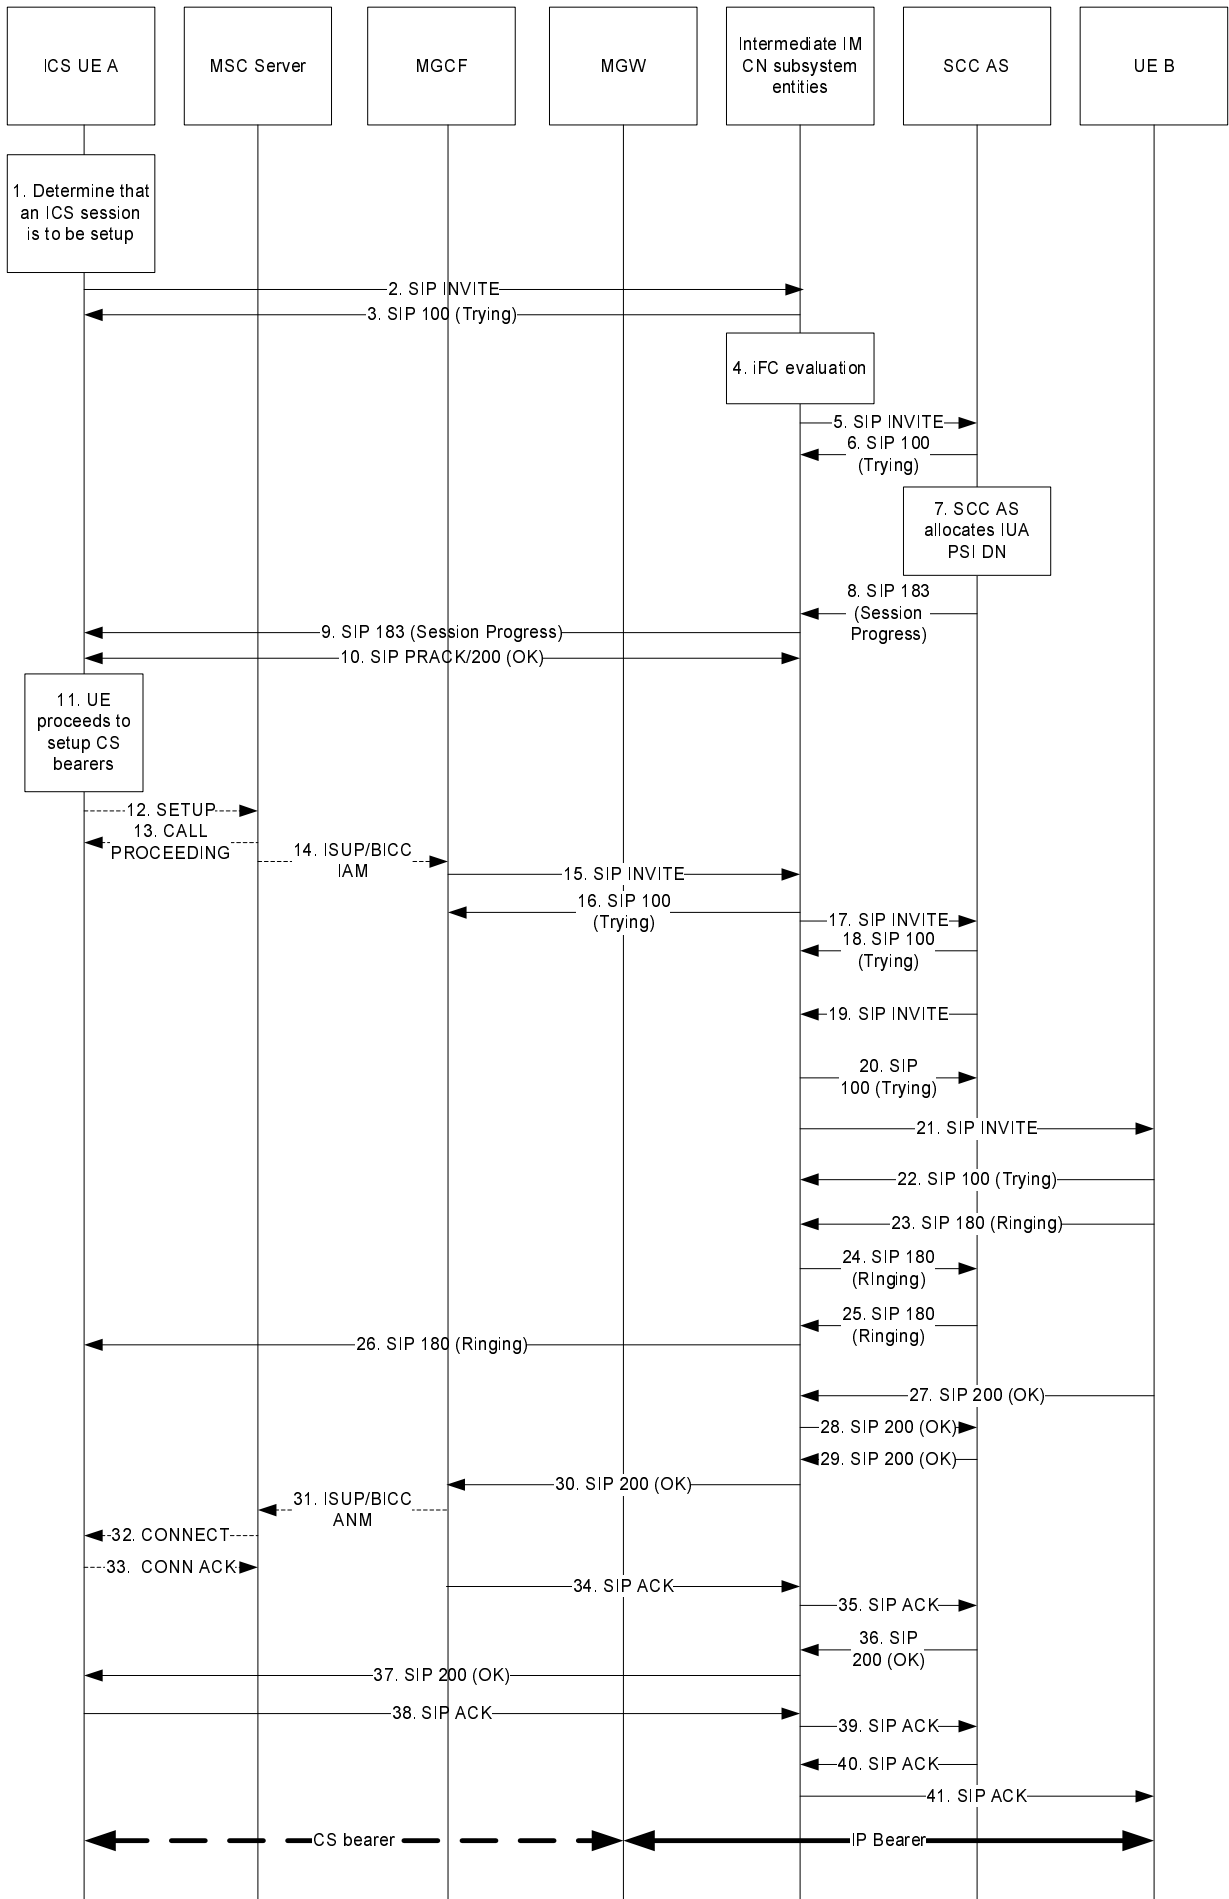 ICS UE A
MSC Server
MGCF
MGW
Intermediate IM
CN subsystem
entities
SCC AS
UE B
1. Determine that
an ICS session
is to be setup
2. SIP INVITE
3. SIP 100 (Trying)
4. iFC evaluation
5. SIP INVITE
6. SIP 100
(Trying)
7. SCC AS
allocates IUA
PSI DN
8. SIP 183
(Session
Progress)
9. SIP 183 (Session Progress)
10. SIP PRACK/200 (OK)
11. UE
proceeds to
setup CS
bearers
12. SETUP
13. CALL
PROCEEDING
14. ISUP/BICC
IAM
15. SIP INVITE
16. SIP 100
(Trying)
17. SIP INVITE
18. SIP 100
(Trying)
19. SIP INVITE
20. SIP
100 (Trying)
21. SIP INVITE
22. SIP 100 (Trying)
23. SIP 180 (Ringing)
24. SIP 180
(RInging)
25. SIP 180
(Ringing)
26. SIP 180 (Ringing)
27. SIP 200 (OK)
28. SIP 200 (OK)
29. SIP 200 (OK)
30. SIP 200 (OK)
31. ISUP/BICC
ANM
32. CONNECT
33. CONN ACK
34. SIP ACK
35. SIP ACK
36. SIP
200 (OK)
37. SIP 200 (OK)
38. SIP ACK
39. SIP ACK
40. SIP ACK
41. SIP ACK
CS bearer
IP Bearer